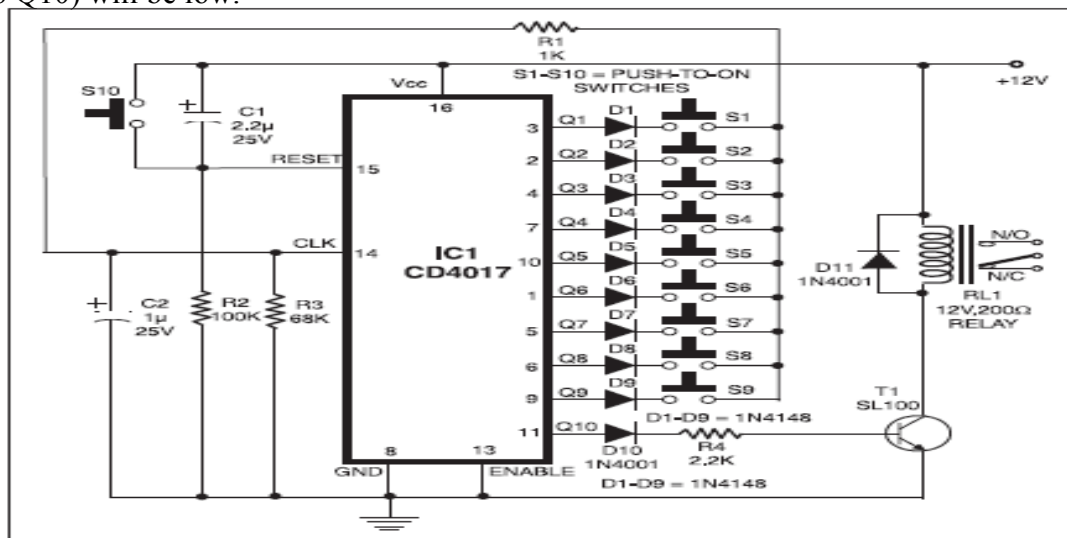 Q10) will be low.
R1
1K
S1-S10 = PUSH-TO-ON
SWITCHES
+12V
Vcc
16
S10
+
C1
2.2µ
25V
RESET
15
CLK
14
IC1
CD4017
3
Q1
D1
S1
2
Q2
D2
S2
4
Q3
D3
S3
7
Q4
D4
S4
10
Q5
D5
S5
1
Q6
D6
S6
5
Q7
D7
S7
6
Q8
D8
S8
9
Q9
D9
S9
D1-D9 = 1N4148
11
Q10
D10
1N4001
R4
2.2K
D1-D9 = 1N4148
+
C2
1µ
25V
R2
100K
R3
68K
8
GND
13
ENABLE
D11
1N4001
N/O
N/C
RL1
12V,200Ω
RELAY
T1
SL100